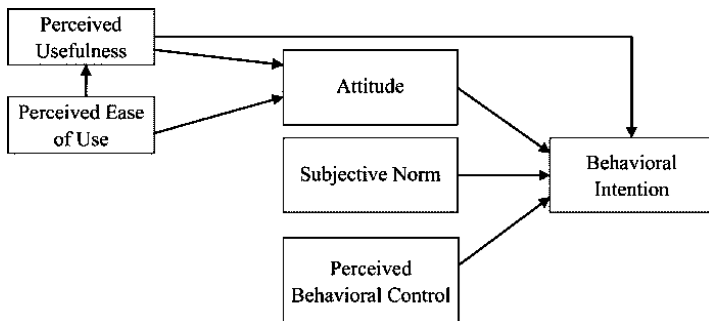 Perceived
Usefulness
Perceived Ease
of Use
Attitude
Subjective Norm
Perceived
Behavioral Control
Behavioral
Intention